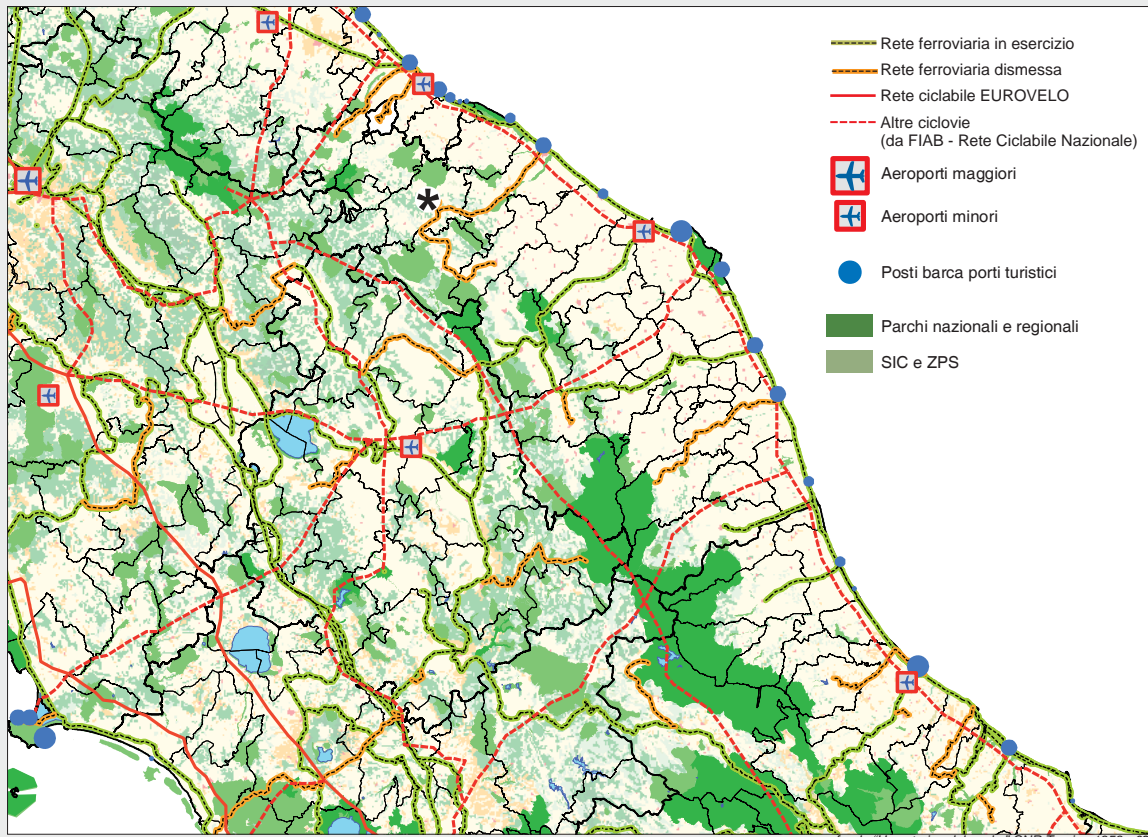 Rete ferroviaria in esercizio
Rete ferroviaria dismessa
Rete ciclabile EUROVELO
Altre ciclovie
(da FIAB - Rete Ciclabile Nazionale)
Aeroporti maggiori
Aeroporti minori
Posti barca porti turistici
Parchi nazionali e regionali
SIC e ZPS
*